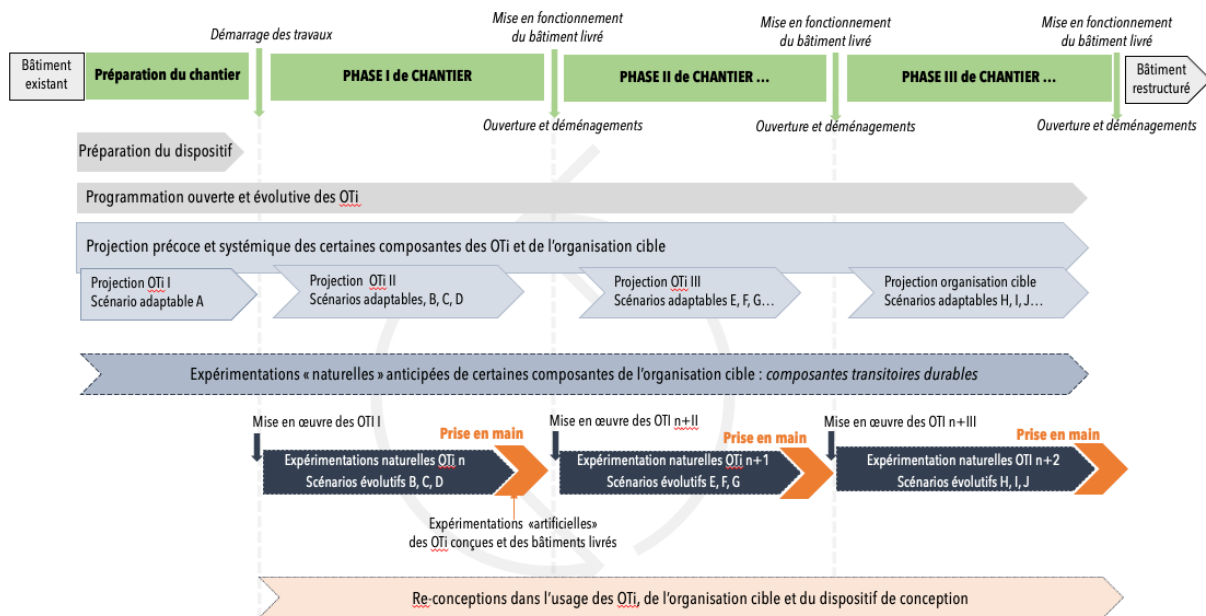 Démarrage des travaux
Mise en fonctionnement
du bâtiment livré
Mise en fonctionnement
du bâtiment livré
Mise en fonctionnement
du bâtiment livré
Bâtiment
existant
Préparation du chantier
PHASE I de CHANTIER
PHASE II de CHANTIER ...
PHASE III de CHANTIER ...
Bâtiment
restructuré
Ouverture et déménagements
Ouverture et déménagements
Ouverture et déménagements
Préparation du dispositif
Programmation ouverte et évolutive des OTi
Projection précoce et systémique des certaines composantes des OTi et de l'organisation cible
Projection OTi I
Scénario adaptable A
Projection OTi II
Scénarios adaptables, B, C, D
Projection OTi III
Scénarios adaptables E, F, G...
Projection organisation cible
Scénarios adaptables H, I, J...
Expérimentations « naturelles » anticipées de certaines composantes de l'organisation cible : composantes transitoires durables
Mise en œuvre des OTI I
Mise en œuvre des OTI n+II
Mise en œuvre des OTI n+III
Prise en main
Prise en main
Prise en main
Expérimentations naturelles OTi n
Scénarios évolutifs B, C, D
Expérimentation naturelles OTi n+1
Scénarios évolutifs E, F, G
Expérimentation naturelles OTI n+2
Scénarios évolutifs H, I, J
Expérimentations «artificielles»
des OTi conçues et des bâtiments livrés
Re-conceptions dans l'usage des OTi, de l'organisation cible et du dispositif de conception